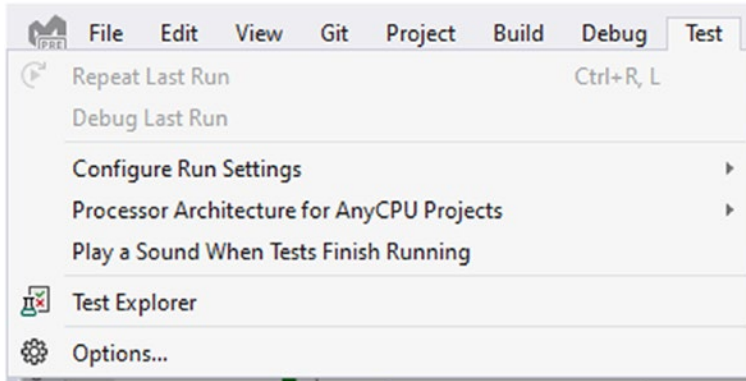 PRE File Edit View Git Project Build Debug Test
Repeat Last Run Ctrl+R, L
Debug Last Run
Configure Run Settings
Processor Architecture for AnyCPU Projects
Play a Sound When Tests Finish Running
Test Explorer
Options...